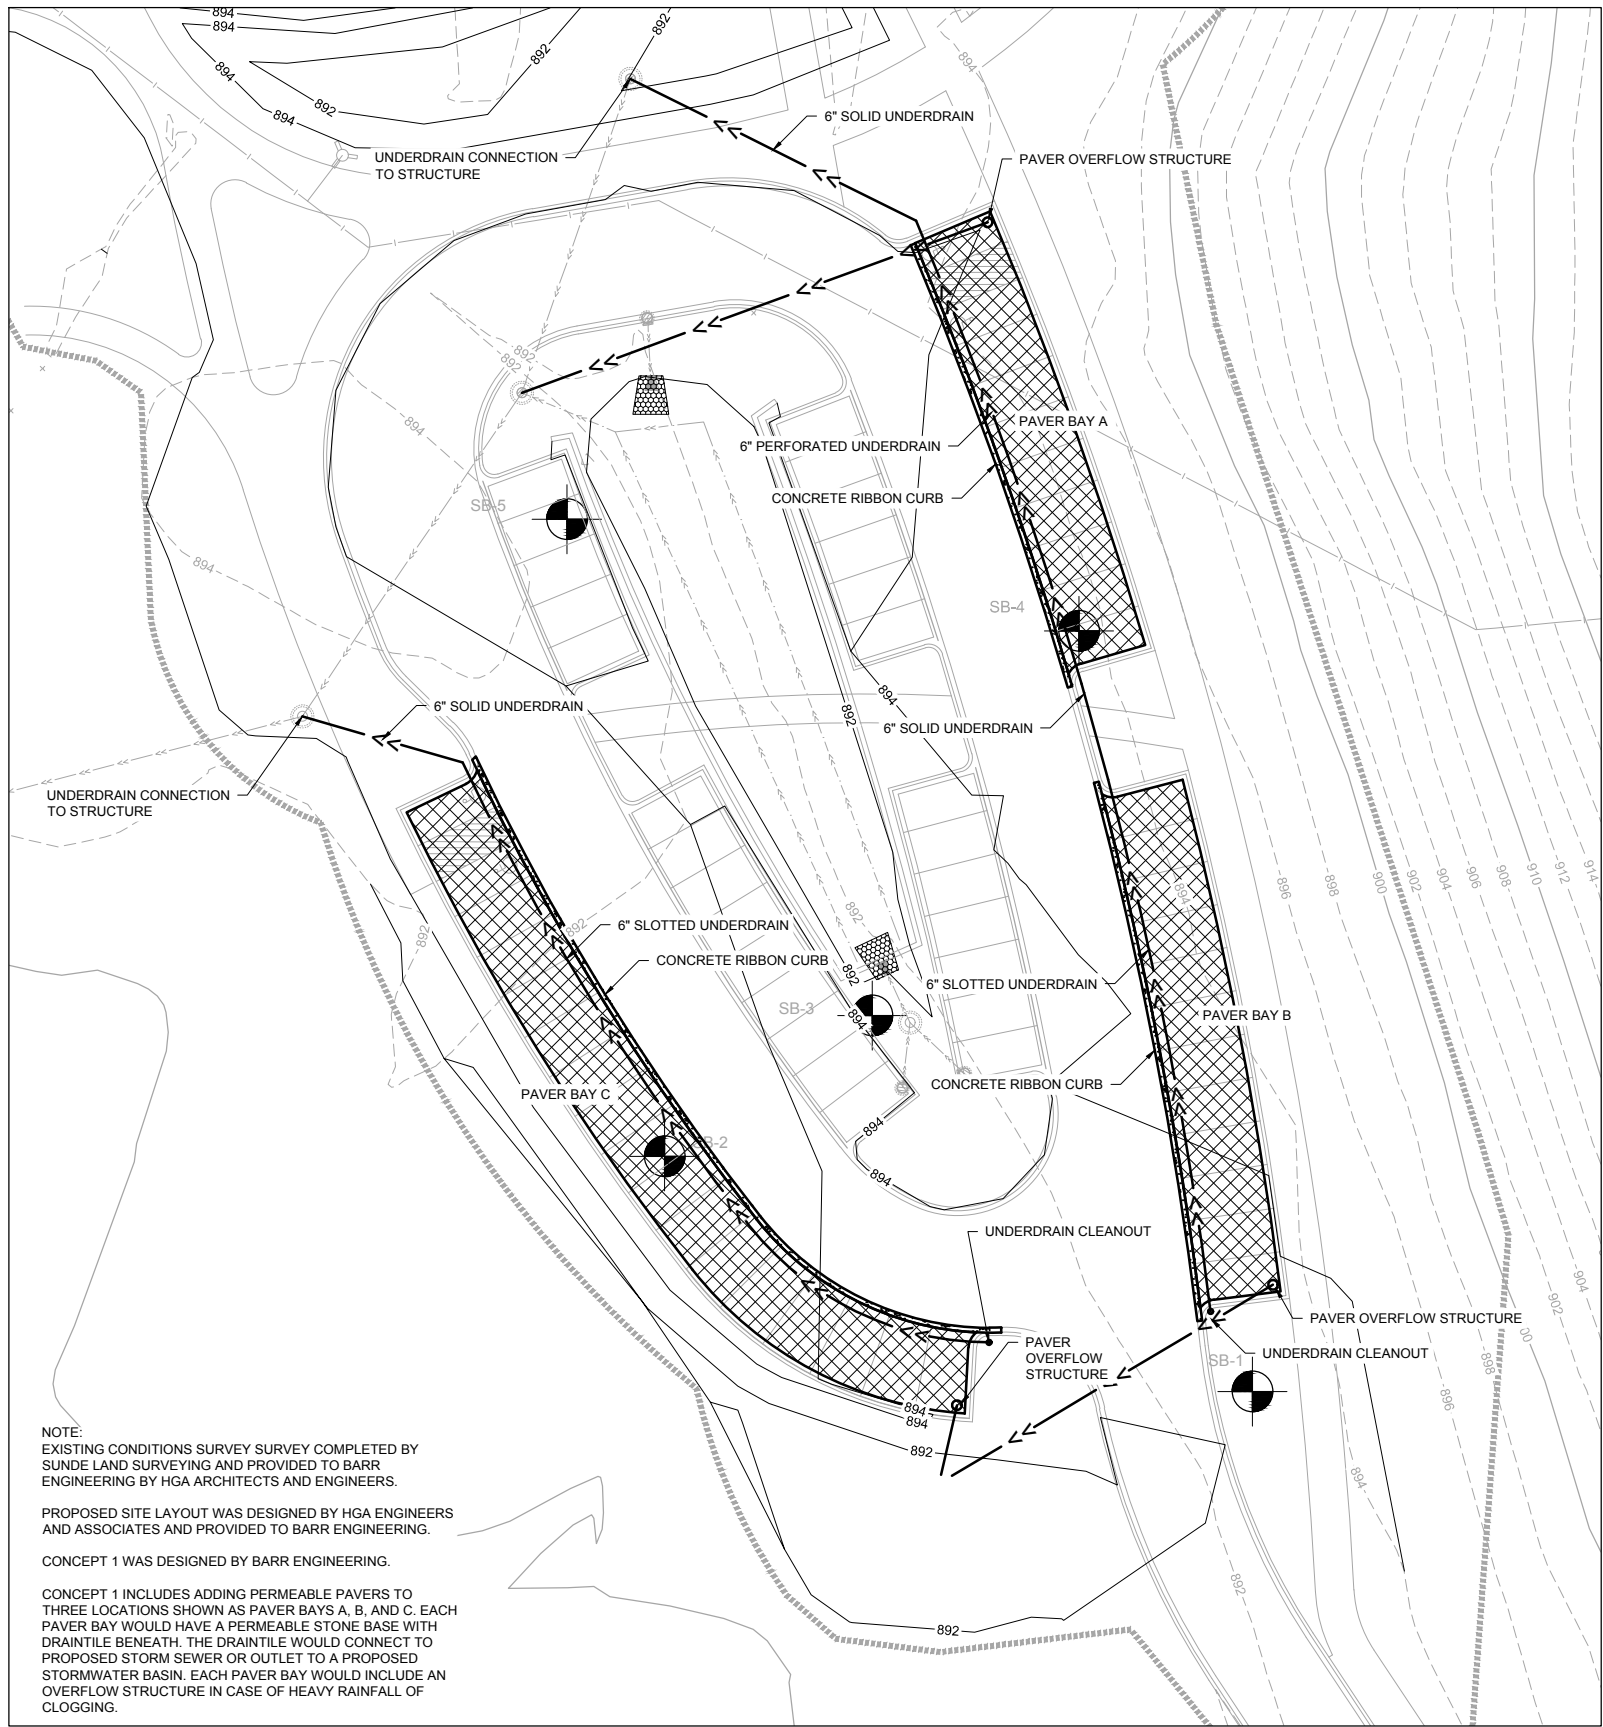 894
894
892
892
894
894
892
894
892
6" SOLID UNDERDRAIN
UNDERDRAIN CONNECTION
TO STRUCTURE
PAVER OVERFLOW STRUCTURE
892
892
894
PAVER BAY A
6" PERFORATED UNDERDRAIN
CONCRETE RIBBON CURB
SB-5
894
SB-4
894
892
6" SOLID UNDERDRAIN
6" SOLID UNDERDRAIN
UNDERDRAIN CONNECTION
TO STRUCTURE
894
896
898
900
902
904
906
908
910
912
914
892
892
892
892
6" SLOTTED UNDERDRAIN
CONCRETE RIBBON CURB
6" SLOTTED UNDERDRAIN
SB-3
894
PAVER BAY B
CONCRETE RIBBON CURB
PAVER BAY C
894
SB-2
894
UNDERDRAIN CLEANOUT
904
902
900
898
896
PAVER OVERFLOW STRUCTURE
UNDERDRAIN CLEANOUT
SB-1
PAVER
OVERFLOW
STRUCTURE
894
894
892
894
892
892
NOTE:
EXISTING CONDITIONS SURVEY SURVEY COMPLETED BY
SUNDE LAND SURVEYING AND PROVIDED TO BARR
ENGINEERING BY HGA ARCHITECTS AND ENGINEERS.
PROPOSED SITE LAYOUT WAS DESIGNED BY HGA ENGINEERS
AND ASSOCIATES AND PROVIDED TO BARR ENGINEERING.
CONCEPT 1 WAS DESIGNED BY BARR ENGINEERING.
CONCEPT 1 INCLUDES ADDING PERMEABLE PAVERS TO
THREE LOCATIONS SHOWN AS PAVER BAYS A, B, AND C. EACH
PAVER BAY WOULD HAVE A PERMEABLE STONE BASE WITH
DRAINTILE BENEATH. THE DRAINTILE WOULD CONNECT TO
PROPOSED STORM SEWER OR OUTLET TO A PROPOSED
STORMWATER BASIN. EACH PAVER BAY WOULD INCLUDE AN
OVERFLOW STRUCTURE IN CASE OF HEAVY RAINFALL OF
CLOGGING.